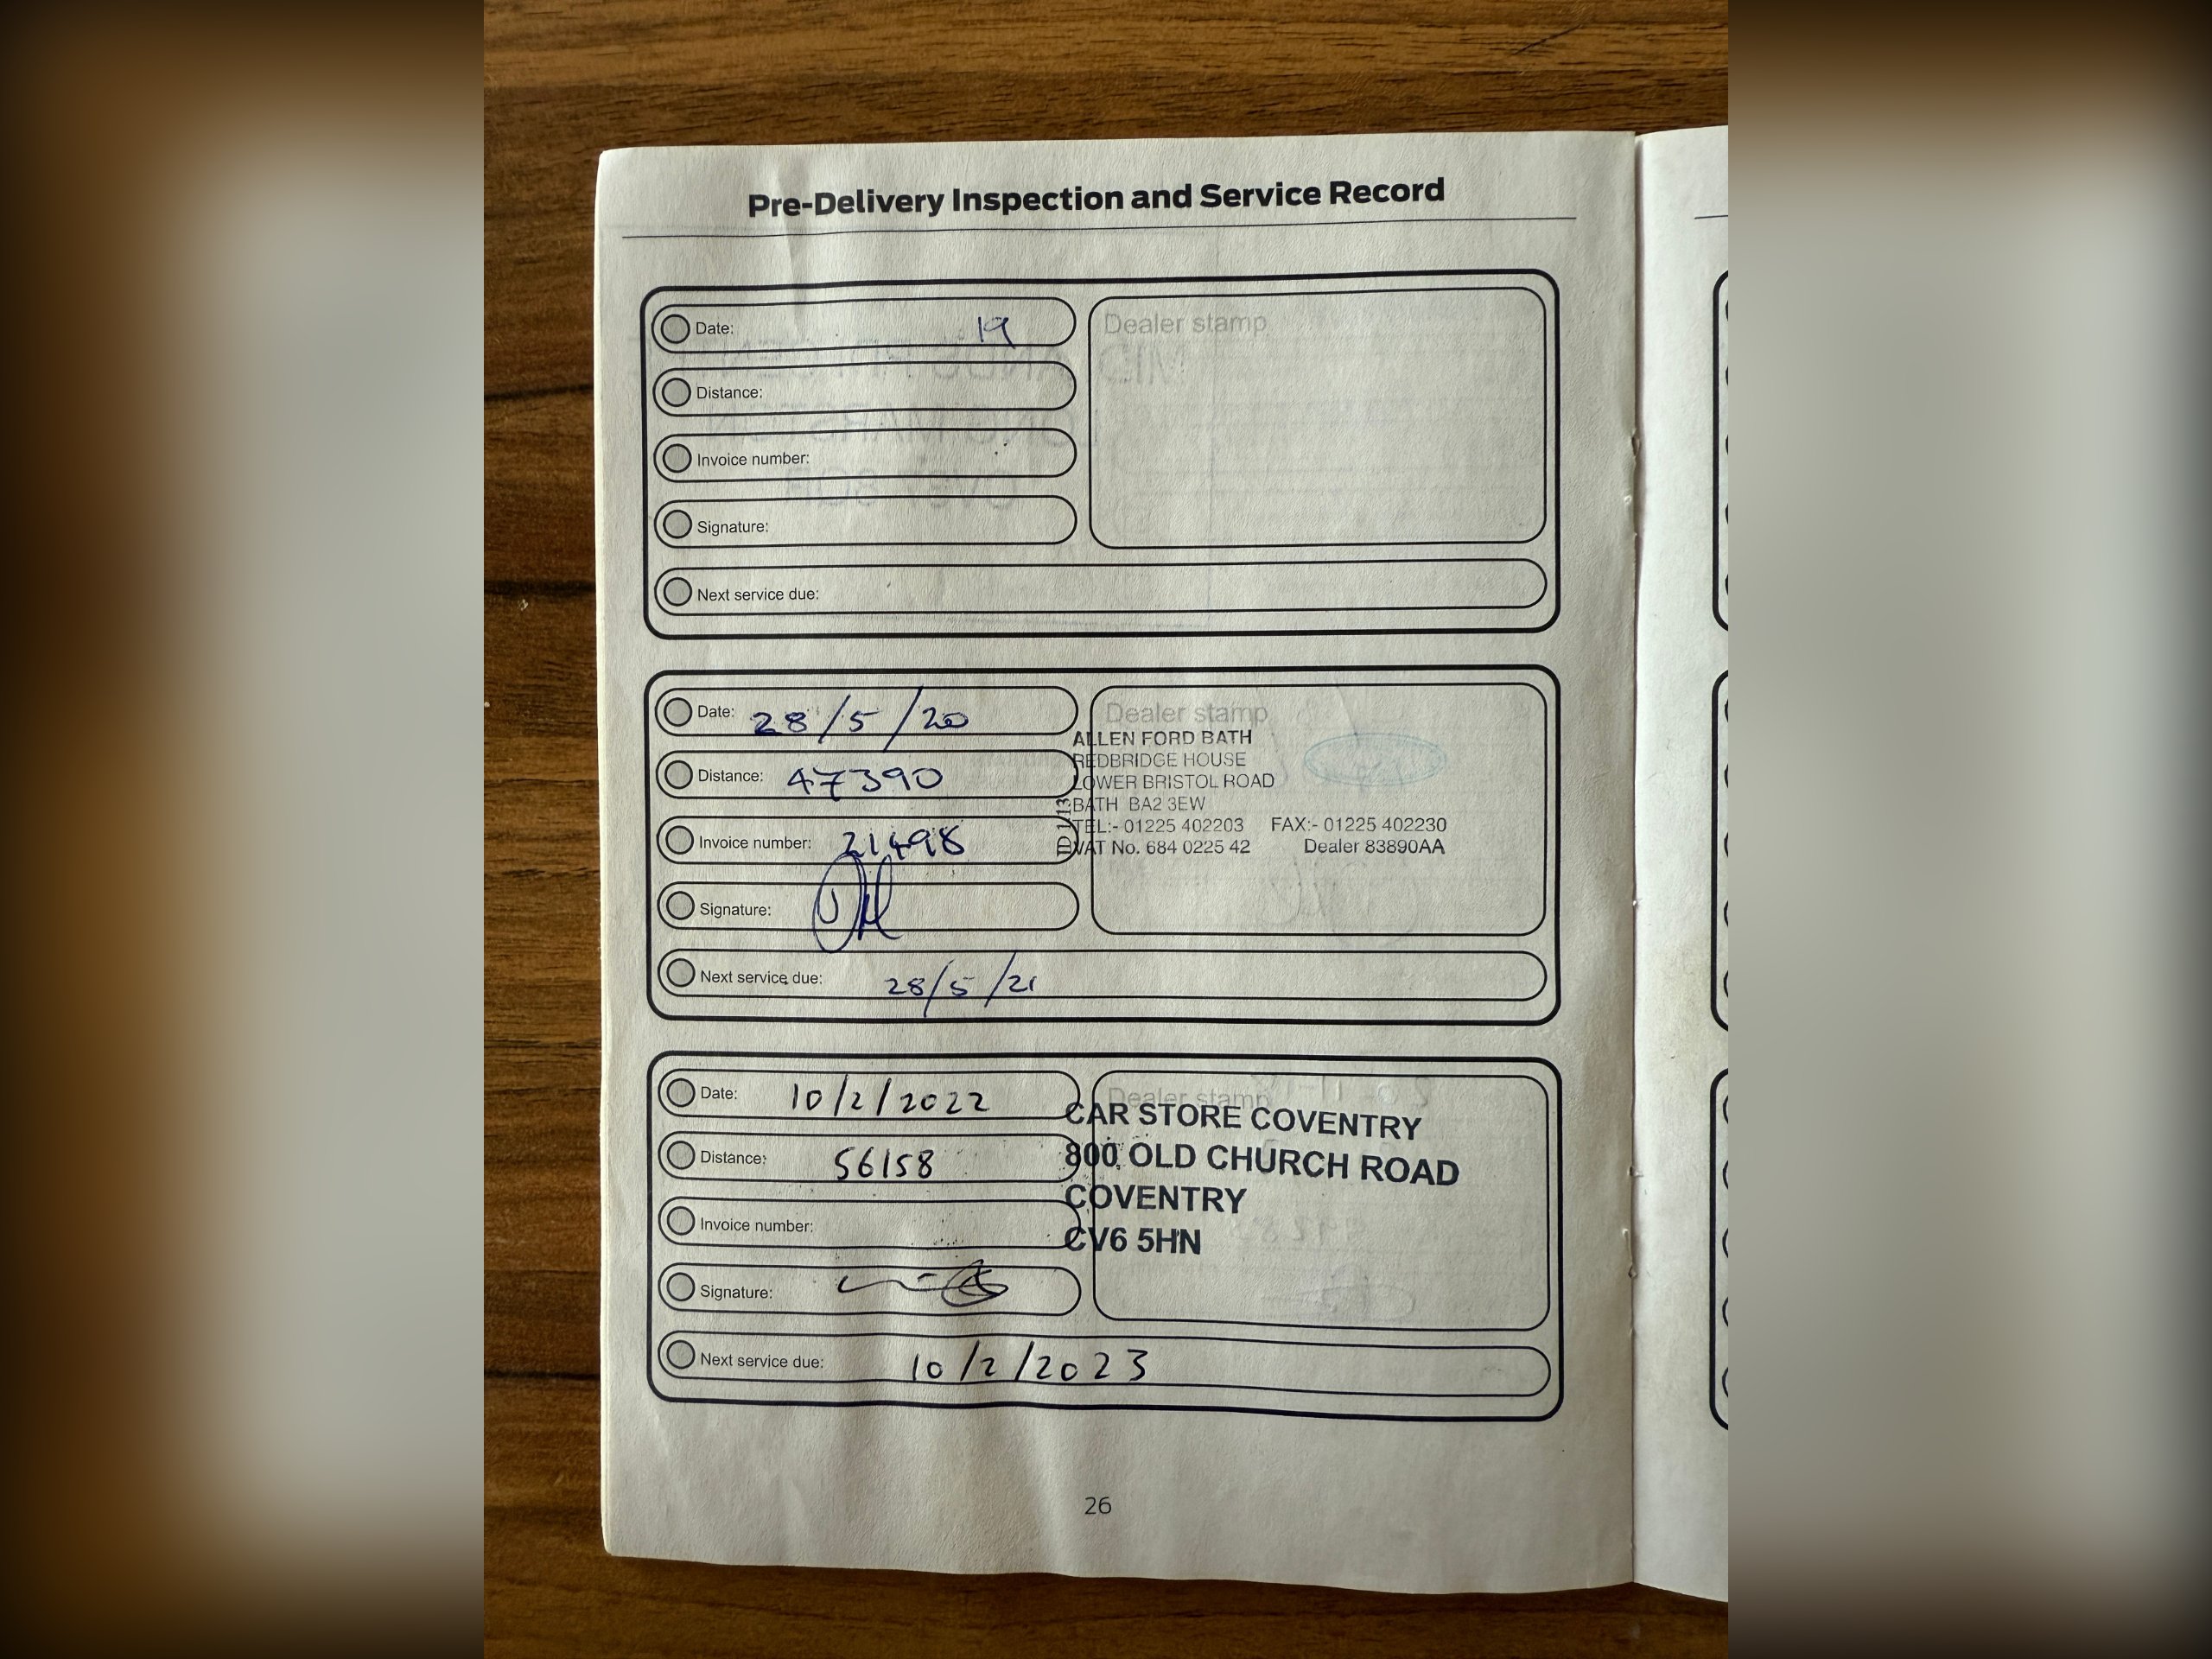 Pre-Delivery Inspection and Service Record
Date: 19
Distance:
Invoice number:
Signature:
Next service due:
Dealer stamp
Date: 28/5/20
Distance: 47390
Invoice number: 21498
Signature:
Next service due: 28/5/21
Dealer stamp
ALLEN FORD BATH
REDBRIDGE HOUSE
LOWER BRISTOL ROAD
BATH BA2 3EW
TEL:- 01225 402203 FAX:- 01225 402230
VAT No. 684 0225 42 Dealer 83890AA
Date: 10/2/2022
Distance: 56158
Invoice number:
Signature:
Next service due: 10/2/2023
Dealer stamp
CAR STORE COVENTRY
800 OLD CHURCH ROAD
COVENTRY
CV6 5HN
26